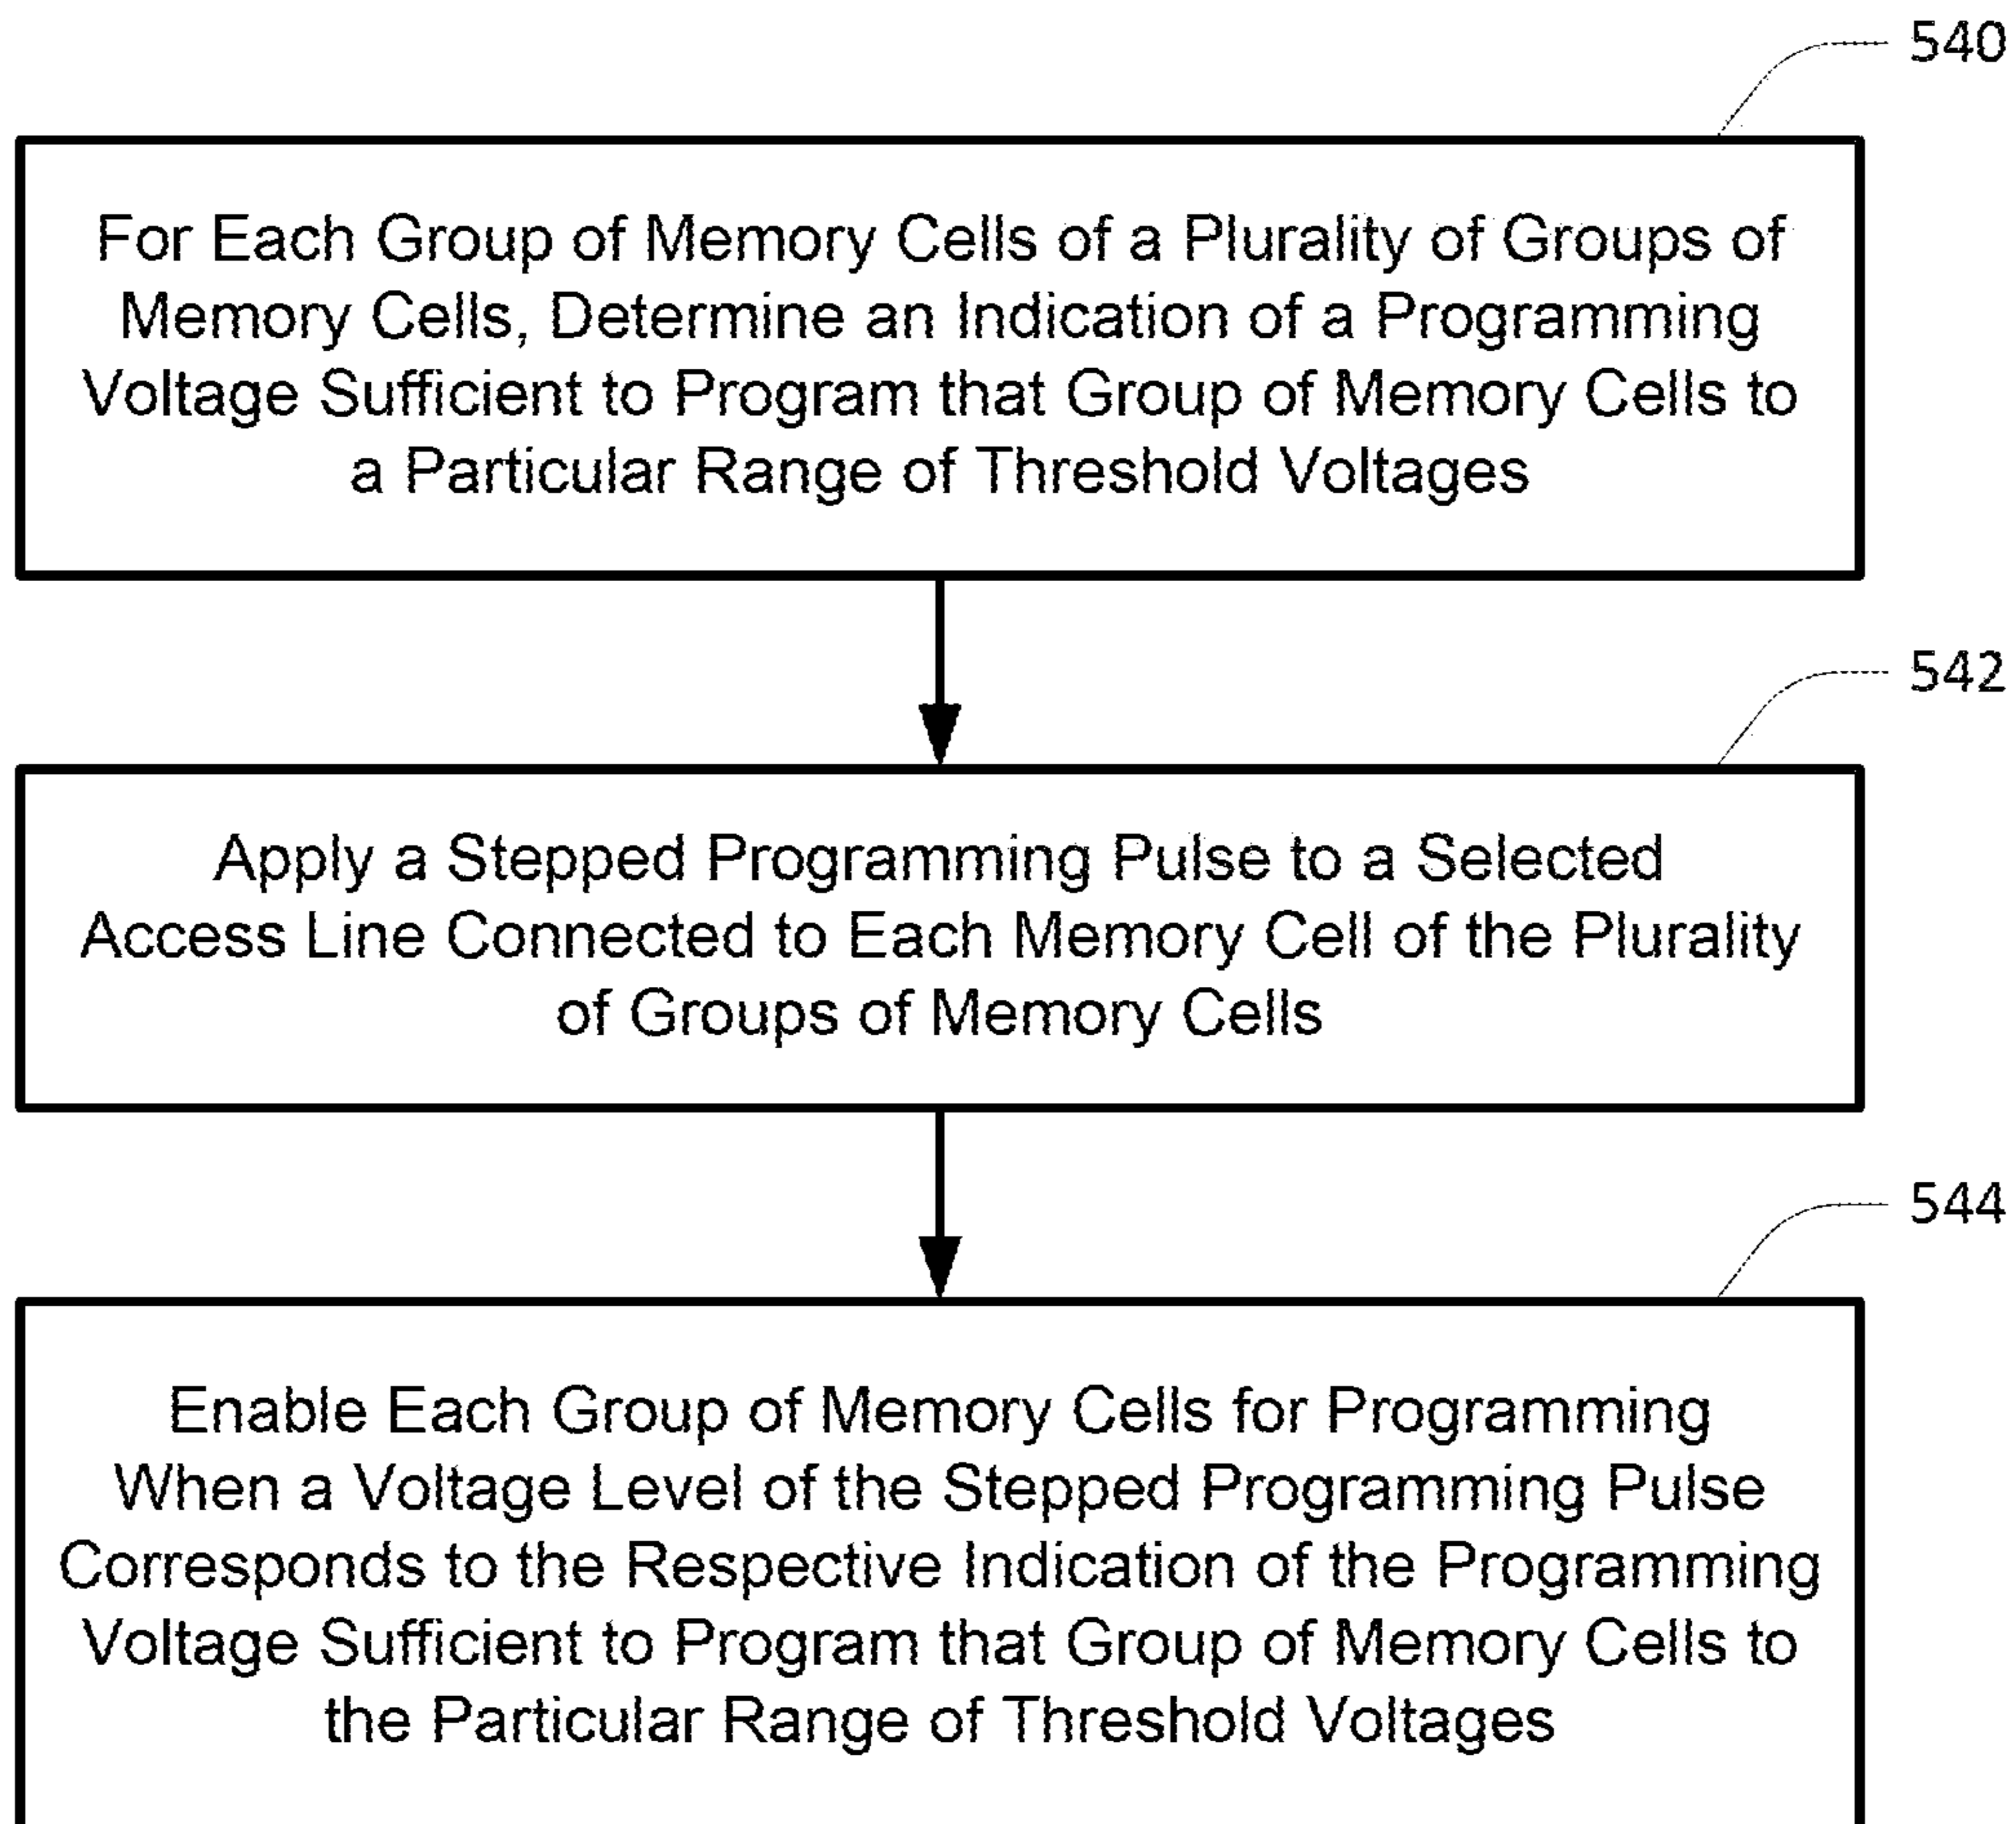 540
For Each Group of Memory Cells of a Plurality of Groups of
Memory Cells, Determine an Indication of a Programming
Voltage Sufficient to Program that Group of Memory Cells to
a Particular Range of Threshold Voltages
542
Apply a Stepped Programming Pulse to a Selected
Access Line Connected to Each Memory Cell of the Plurality
of Groups of Memory Cells
544
Enable Each Group of Memory Cells for Programming
When a Voltage Level of the Stepped Programming Pulse
Corresponds to the Respective Indication of the Programming
Voltage Sufficient to Program that Group of Memory Cells to
the Particular Range of Threshold Voltages